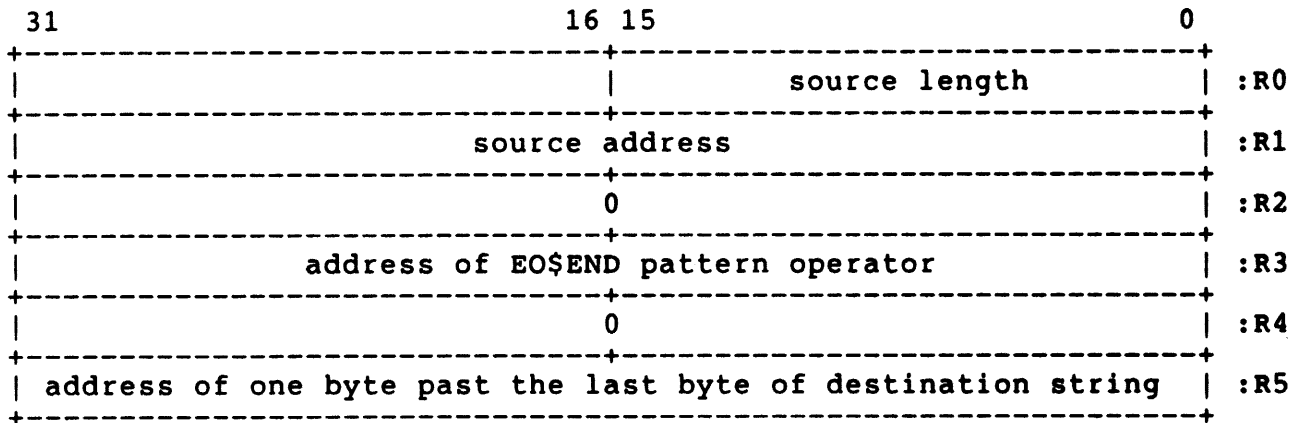 31 16 15 0
source length :R0
source address :R1
0 :R2
address of EO$END pattern operator :R3
0 :R4
address of one byte past the last byte of destination string :R5